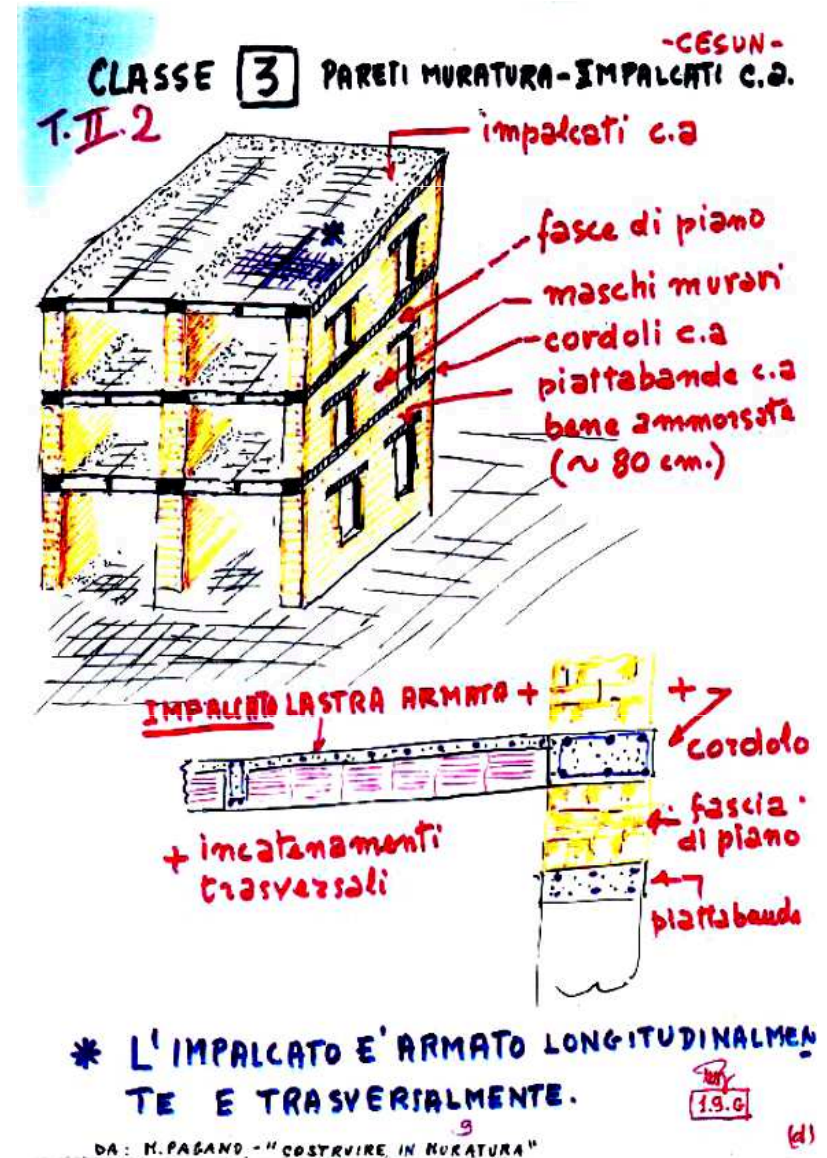 -CESUN-
CLASSE 3 PARETI MURATURA-IMPALCATI C.a.
T.II.2
impalcati c.a
fasce di piano
maschi murari
cordoli c.a
piattabande c.a
bene ammorsate
(~ 80 cm.)
IMPALCATO LASTRA ARMATA +
+
cordolo
fascia
di piano
+ incatenamenti
trasversali
piattabanda
* L'IMPALCATO E' ARMATO LONGITUDINALMEN
TE E TRASVERSALMENTE.
1.9.G
9
(d)
DA: M. PAGANO - "COSTRUIRE IN MURATURA"